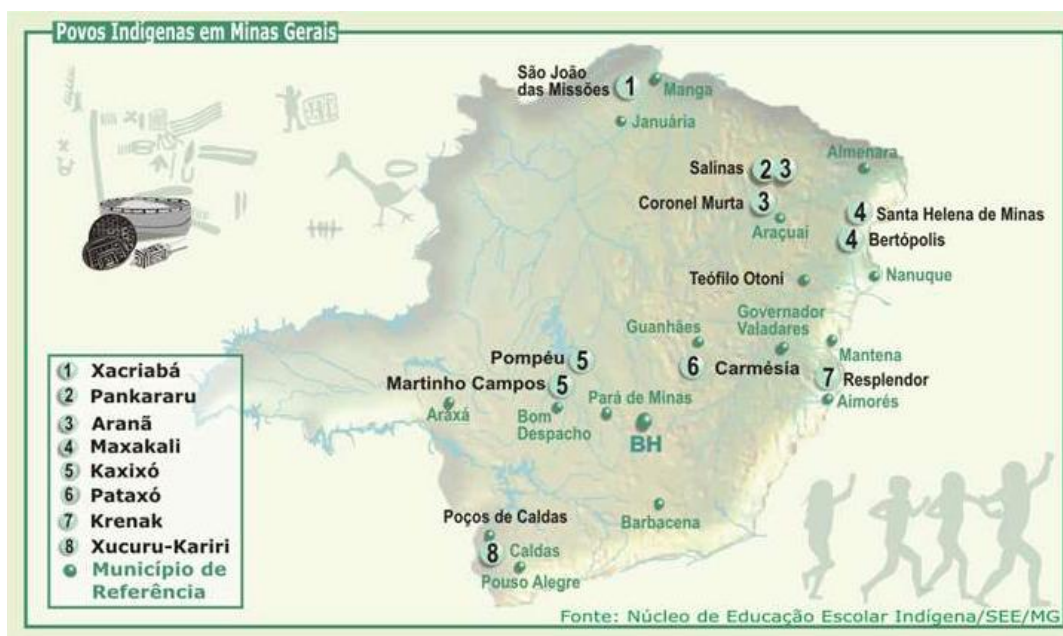 Povos Indígenas em Minas Gerais
São João
das Missões
1
Manga
Januária
Salinas
2
3
Almenara
Coronel Murta
3
Araçuai
4
Santa Helena de Minas
4
Bertópolis
Teófilo Otoni
Nanuque
Guanhães
Governador
Valadares
Mantena
Pompéu
5
6
Carmésia
7
Resplendor
Martinho Campos
5
Aimorés
Araxá
Bom
Despacho
Pará de Minas
BH
Poços de Caldas
Barbacena
8
Caldas
Pouso Alegre
1 Xacriabá
2 Pankararu
3 Aranã
4 Maxakali
5 Kaxixó
6 Pataxó
7 Krenak
8 Xucuru-Kariri
Município de
Referência
Fonte: Núcleo de Educação Escolar Indígena/SEE/MG